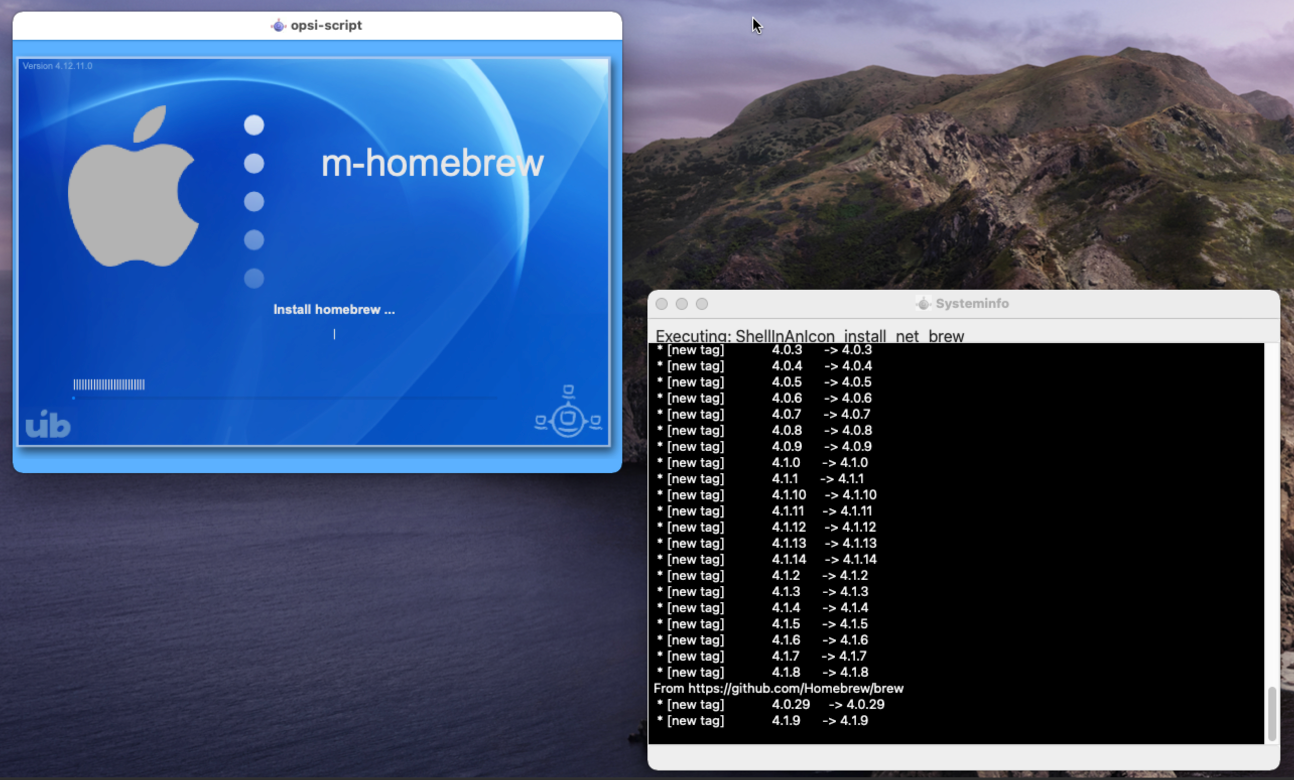 opsi-script
Version 4.12.11.0
m-homebrew
Install homebrew ...
uib
Systeminfo
Executing: ShellInAnIcon_install_net_brew
* [new tag] 4.0.3 -> 4.0.3
* [new tag] 4.0.4 -> 4.0.4
* [new tag] 4.0.5 -> 4.0.5
* [new tag] 4.0.6 -> 4.0.6
* [new tag] 4.0.7 -> 4.0.7
* [new tag] 4.0.8 -> 4.0.8
* [new tag] 4.0.9 -> 4.0.9
* [new tag] 4.1.0 -> 4.1.0
* [new tag] 4.1.1 -> 4.1.1
* [new tag] 4.1.10 -> 4.1.10
* [new tag] 4.1.11 -> 4.1.11
* [new tag] 4.1.12 -> 4.1.12
* [new tag] 4.1.13 -> 4.1.13
* [new tag] 4.1.14 -> 4.1.14
* [new tag] 4.1.2 -> 4.1.2
* [new tag] 4.1.3 -> 4.1.3
* [new tag] 4.1.4 -> 4.1.4
* [new tag] 4.1.5 -> 4.1.5
* [new tag] 4.1.6 -> 4.1.6
* [new tag] 4.1.7 -> 4.1.7
* [new tag] 4.1.8 -> 4.1.8
From https://github.com/Homebrew/brew
* [new tag] 4.0.29 -> 4.0.29
* [new tag] 4.1.9 -> 4.1.9